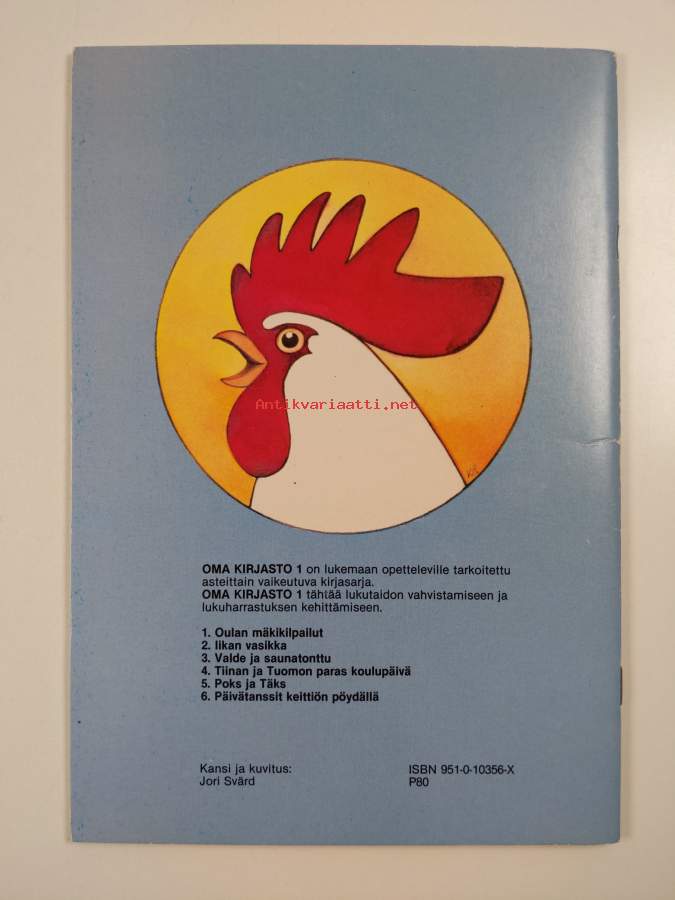 Antikvariaatti.net
OMA KIRJASTO 1 on lukemaan opetteleville tarkoitettu
asteittain vaikeutuva kirjasarja.
OMA KIRJASTO 1 tähtää lukutaidon vahvistamiseen ja
lukuharrastuksen kehittämiseen.
1. Oulan mäkikilpailut
2. Iikan vasikka
3. Valde ja saunatonttu
4. Tiinan ja Tuomon paras koulupäivä
5. Poks ja Täks
6. Päivätanssit keittiön pöydällä
Kansi ja kuvitus:
Jori Svärd
ISBN 951-0-10356-X
P80